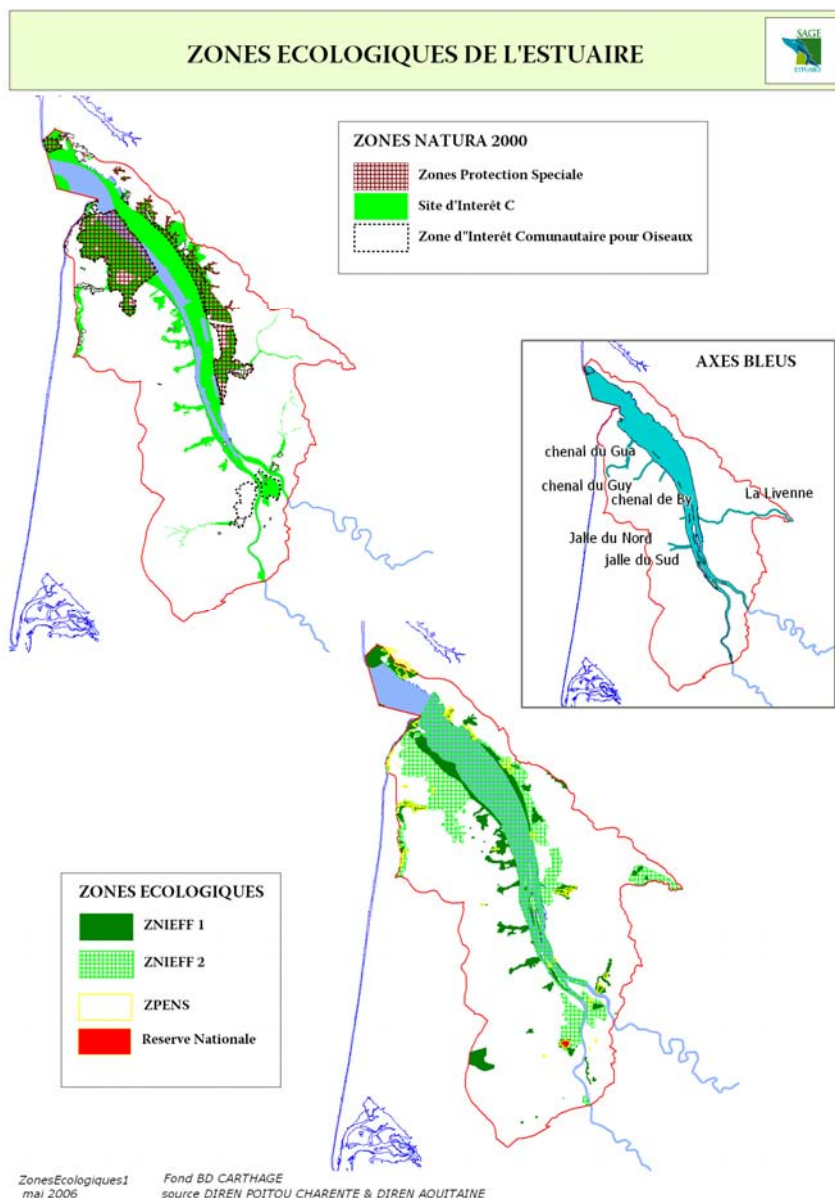 ZONES ECOLOGIQUES DE L'ESTUAIRE
SAGE
ESTUAIRE
ZONES NATURA 2000
Zones Protection Speciale
Site d'Interêt C
Zone d"Interêt Comunautaire pour Oiseaux
AXES BLEUS
chenal du Gua
chenal du Guy
chenal de By
La Livenne
Jalle du Nord
jalle du Sud
ZONES ECOLOGIQUES
ZNIEFF 1
ZNIEFF 2
ZPENS
Reserve Nationale
ZonesEcologiques1
mai 2006
Fond BD CARTHAGE
source DIREN POITOU CHARENTE & DIREN AQUITAINE